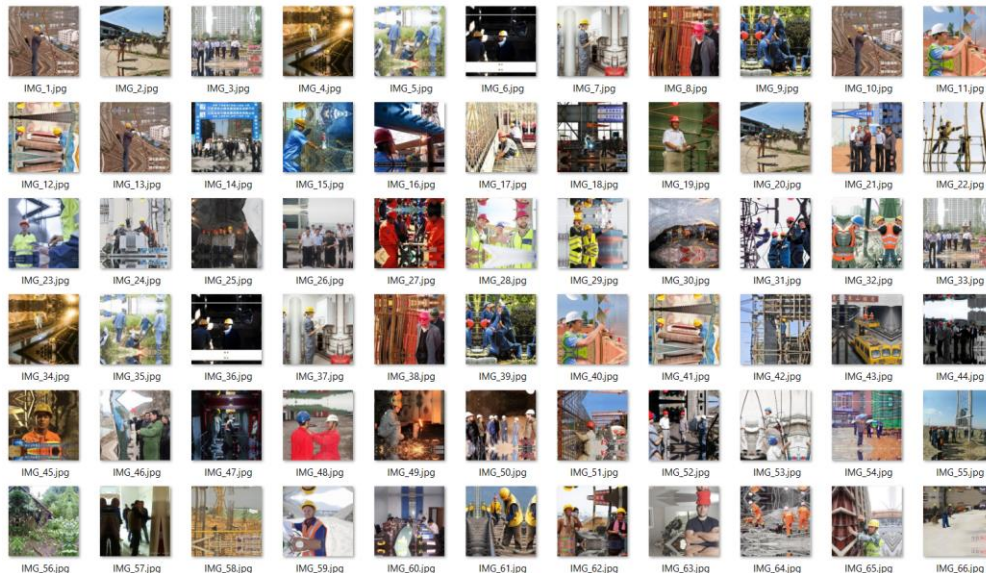 IMG_1.jpg IMG_2.jpg IMG_3.jpg IMG_4.jpg IMG_5.jpg IMG_6.jpg IMG_7.jpg IMG_8.jpg IMG_9.jpg IMG_10.jpg IMG_11.jpg
IMG_12.jpg IMG_13.jpg IMG_14.jpg IMG_15.jpg IMG_16.jpg IMG_17.jpg IMG_18.jpg IMG_19.jpg IMG_20.jpg IMG_21.jpg IMG_22.jpg
IMG_23.jpg IMG_24.jpg IMG_25.jpg IMG_26.jpg IMG_27.jpg IMG_28.jpg IMG_29.jpg IMG_30.jpg IMG_31.jpg IMG_32.jpg IMG_33.jpg
IMG_34.jpg IMG_35.jpg IMG_36.jpg IMG_37.jpg IMG_38.jpg IMG_39.jpg IMG_40.jpg IMG_41.jpg IMG_42.jpg IMG_43.jpg IMG_44.jpg
IMG_45.jpg IMG_46.jpg IMG_47.jpg IMG_48.jpg IMG_49.jpg IMG_50.jpg IMG_51.jpg IMG_52.jpg IMG_53.jpg IMG_54.jpg IMG_55.jpg
IMG_56.jpg IMG_57.jpg IMG_58.jpg IMG_59.jpg IMG_60.jpg IMG_61.jpg IMG_62.jpg IMG_63.jpg IMG_64.jpg IMG_65.jpg IMG_66.jpg